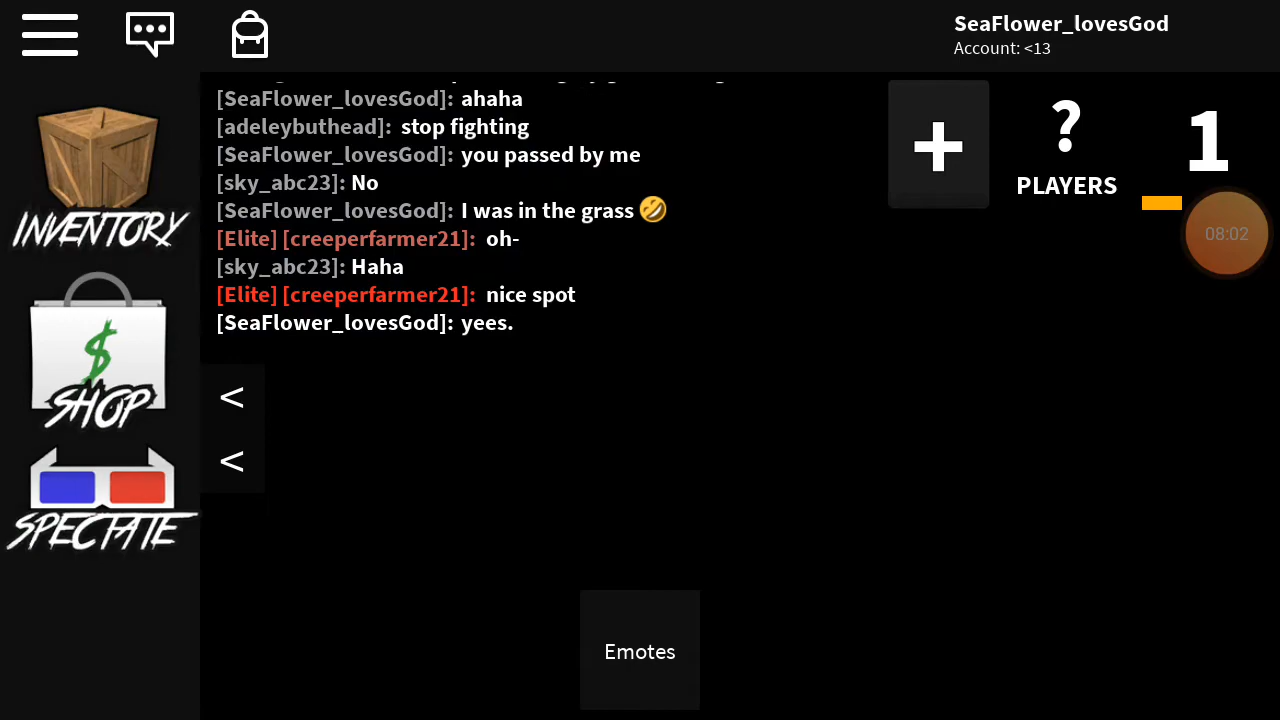 SeaFlower_lovesGod
Account: <13
[SeaFlower_lovesGod]: ahaha
[adeleybuthead]: stop fighting
[SeaFlower_lovesGod]: you passed by me
[sky_abc23]: No
[SeaFlower_lovesGod]: I was in the grass 🤣
[Elite] [creeperfarmer21]: oh-
[sky_abc23]: Haha
[Elite] [creeperfarmer21]: nice spot
[SeaFlower_lovesGod]: yees.
+
?
PLAYERS
1
08:02
INVENTORY
$
SHOP
SPECTATE
<
<
Emotes